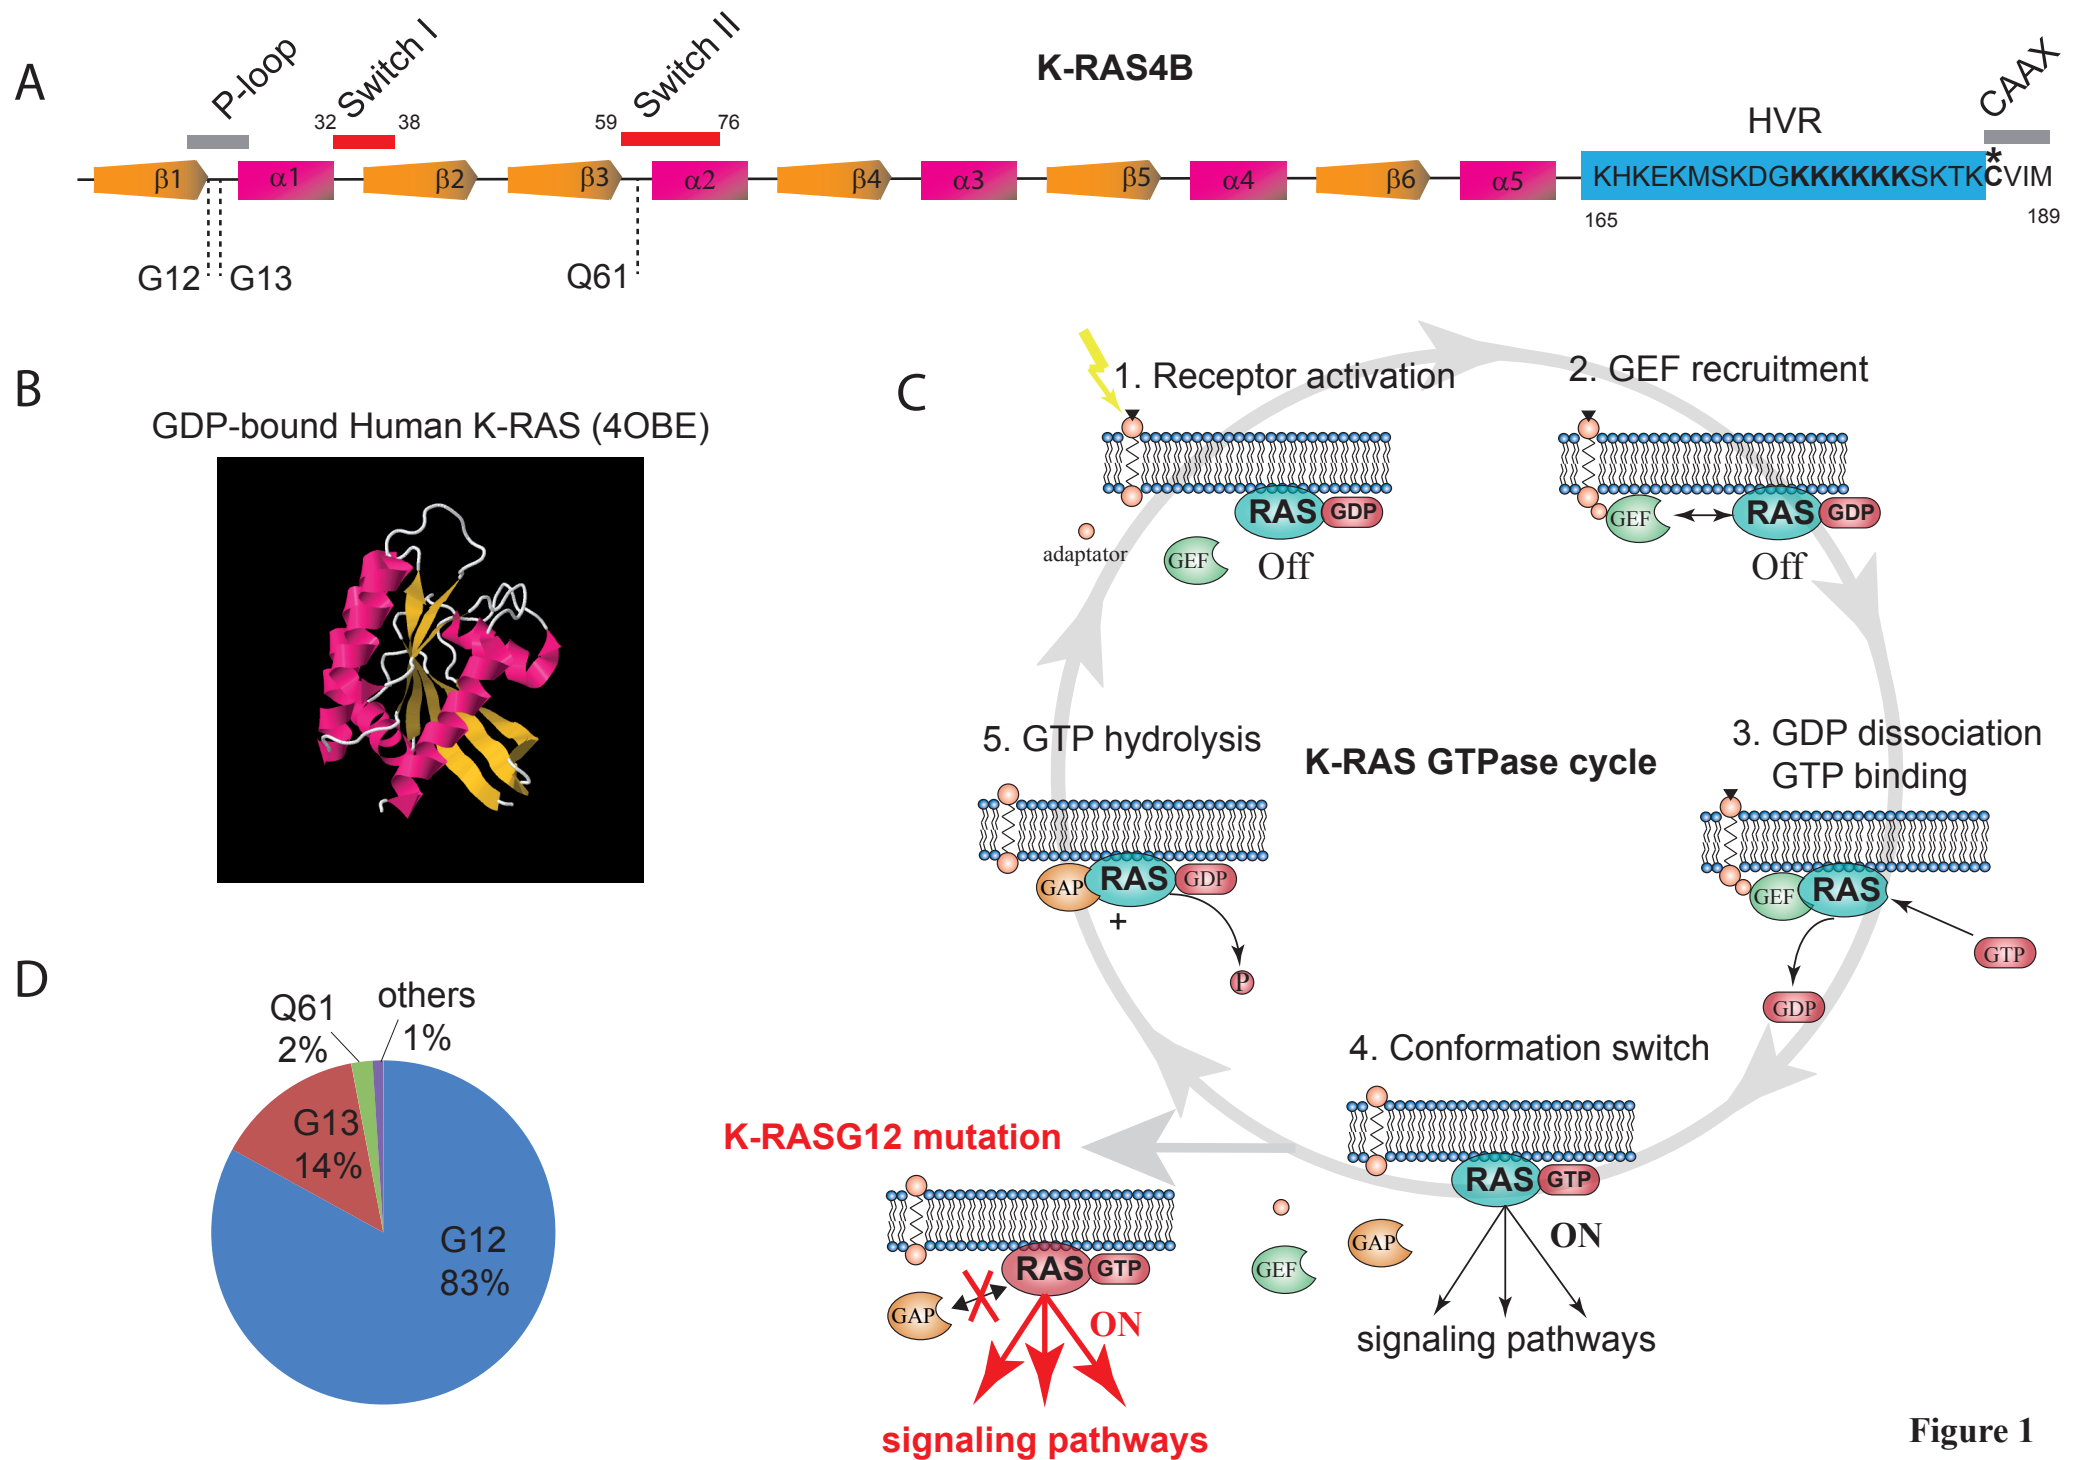 A
P-loop
Switch I
Switch II
K-RAS4B
CAAX
32
38
59
76
HVR
β1
α1
β2
β3
α2
β4
α3
β5
α4
β6
α5
KHKEKMSKDGKKKKKKSKTK
*
CVIM
165
189
G12
G13
Q61
B
GDP-bound Human K-RAS (4OBE)
C
1. Receptor activation
RAS
GDP
adaptator
GEF
Off
2. GEF recruitment
GEF
RAS
GDP
Off
K-RAS GTPase cycle
3. GDP dissociation
GTP binding
GEF
RAS
GTP
GDP
4. Conformation switch
RAS
GTP
ON
GAP
GEF
signaling pathways
5. GTP hydrolysis
GAP
RAS
GDP
+
P
K-RASG12 mutation
RAS
GTP
GAP
ON
signaling pathways
D
Q61
2%
others
1%
G13
14%
G12
83%
Figure 1